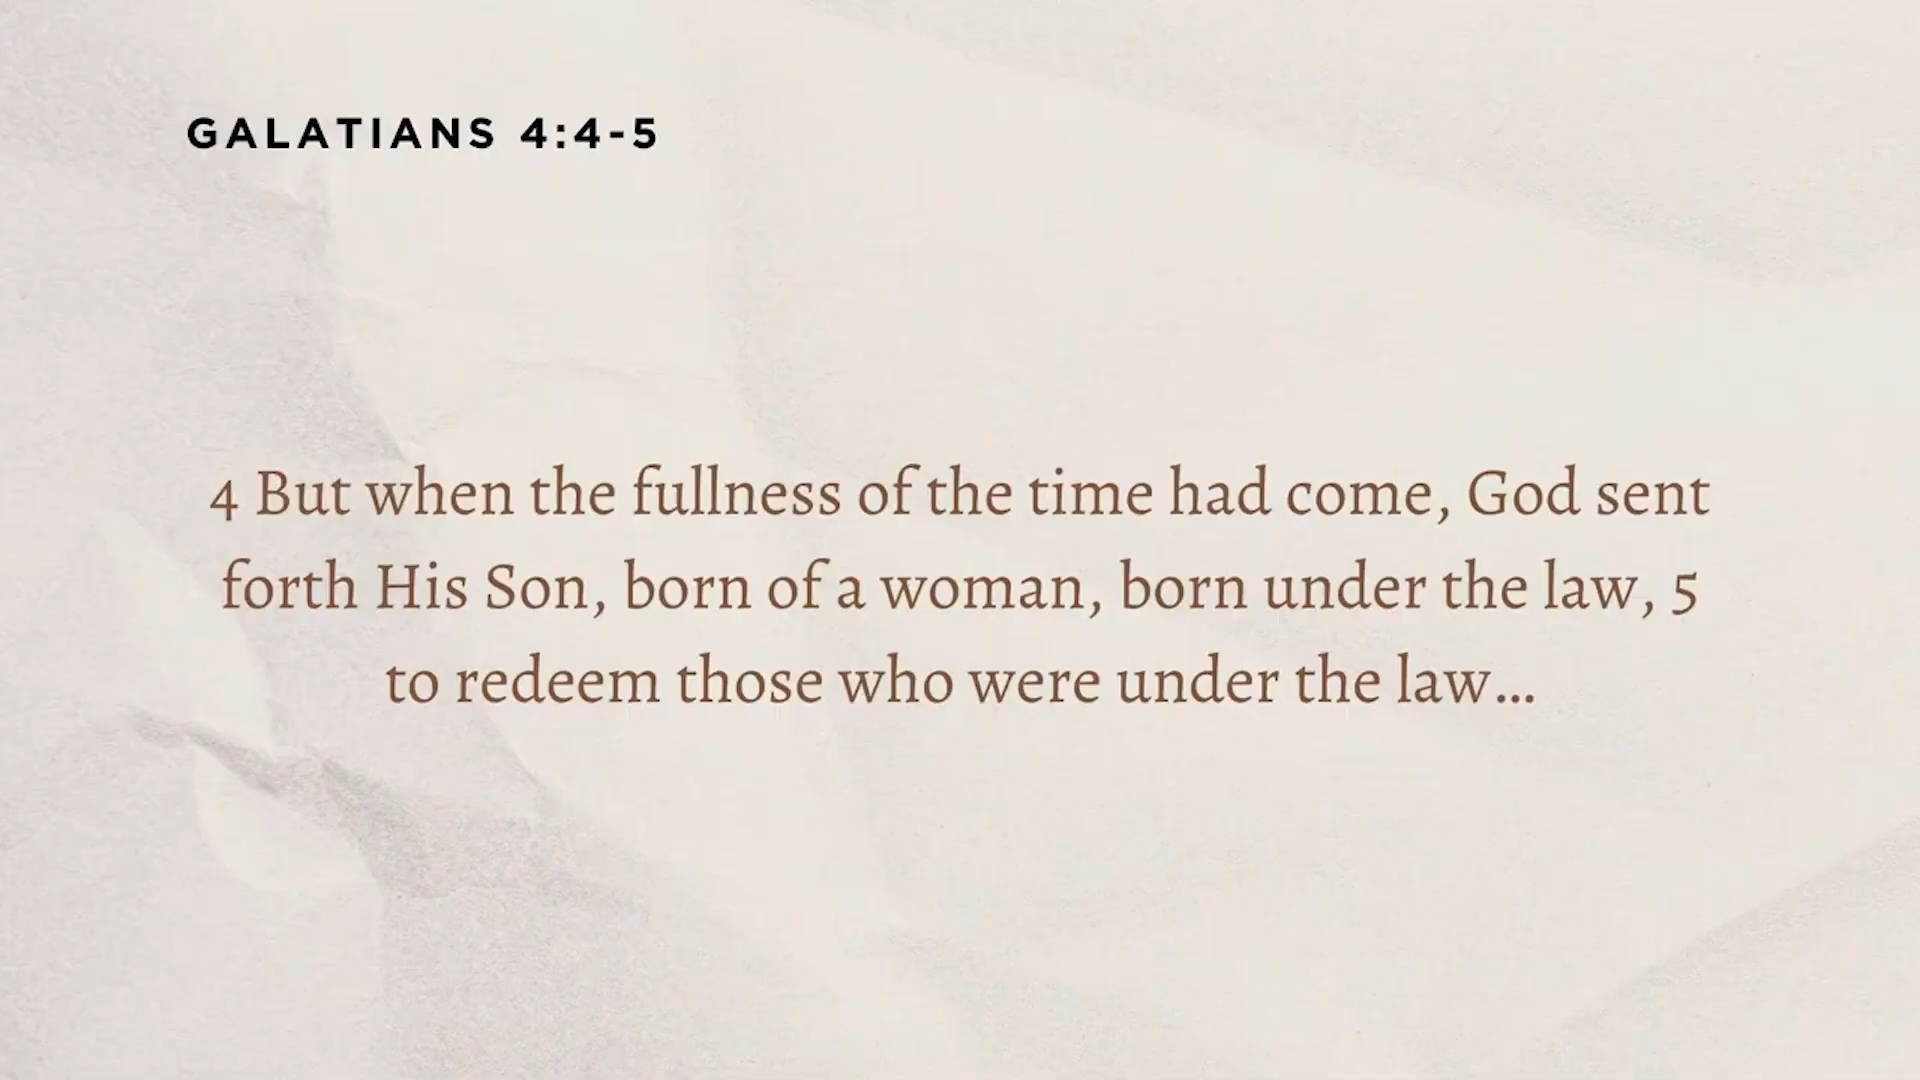 GALATIANS 4:4-5
4 But when the fullness of the time had come, God sent
forth His Son, born of a woman, born under the law, 5
to redeem those who were under the law...